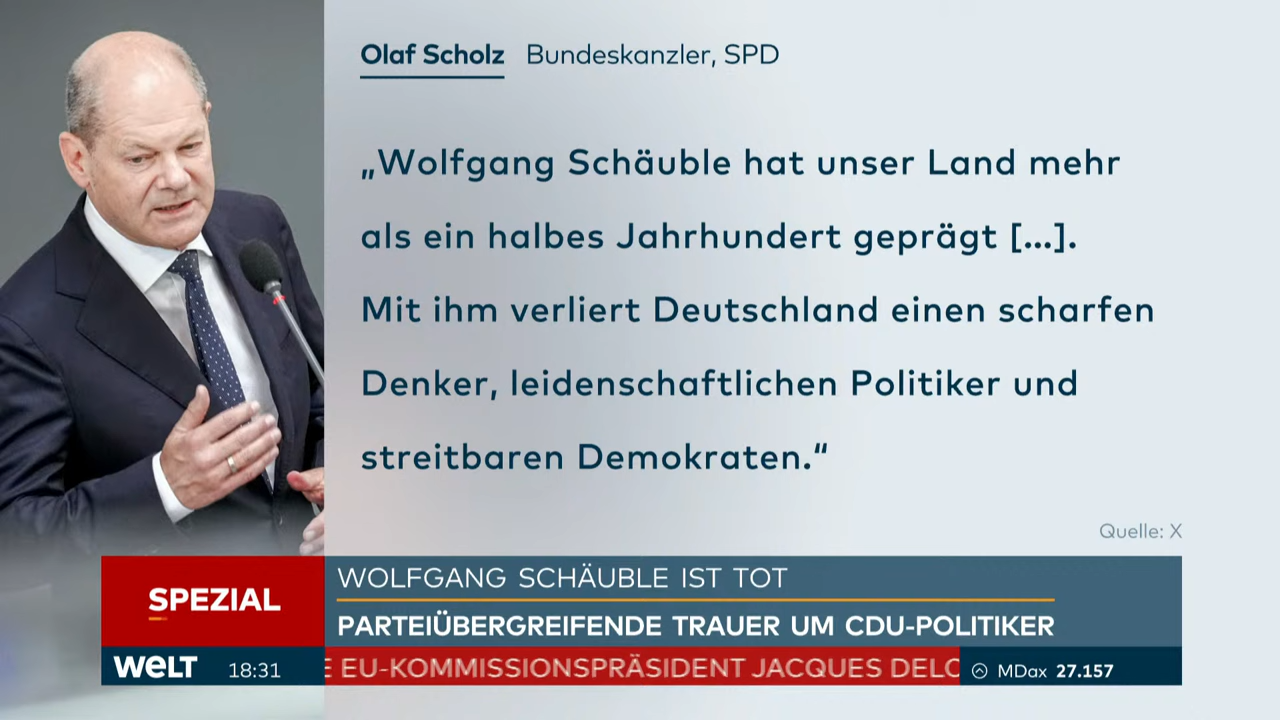 Olaf Scholz Bundeskanzler, SPD
„Wolfgang Schäuble hat unser Land mehr
als ein halbes Jahrhundert geprägt [...].
Mit ihm verliert Deutschland einen scharfen
Denker, leidenschaftlichen Politiker und
streitbaren Demokraten.“
Quelle: X
SPEZIAL
WOLFGANG SCHÄUBLE IST TOT
PARTEIÜBERGREIFENDE TRAUER UM CDU-POLITIKER
WELT 18:31 E EU-KOMMISSIONSPRÄSIDENT JACQUES DELO MDax 27.157